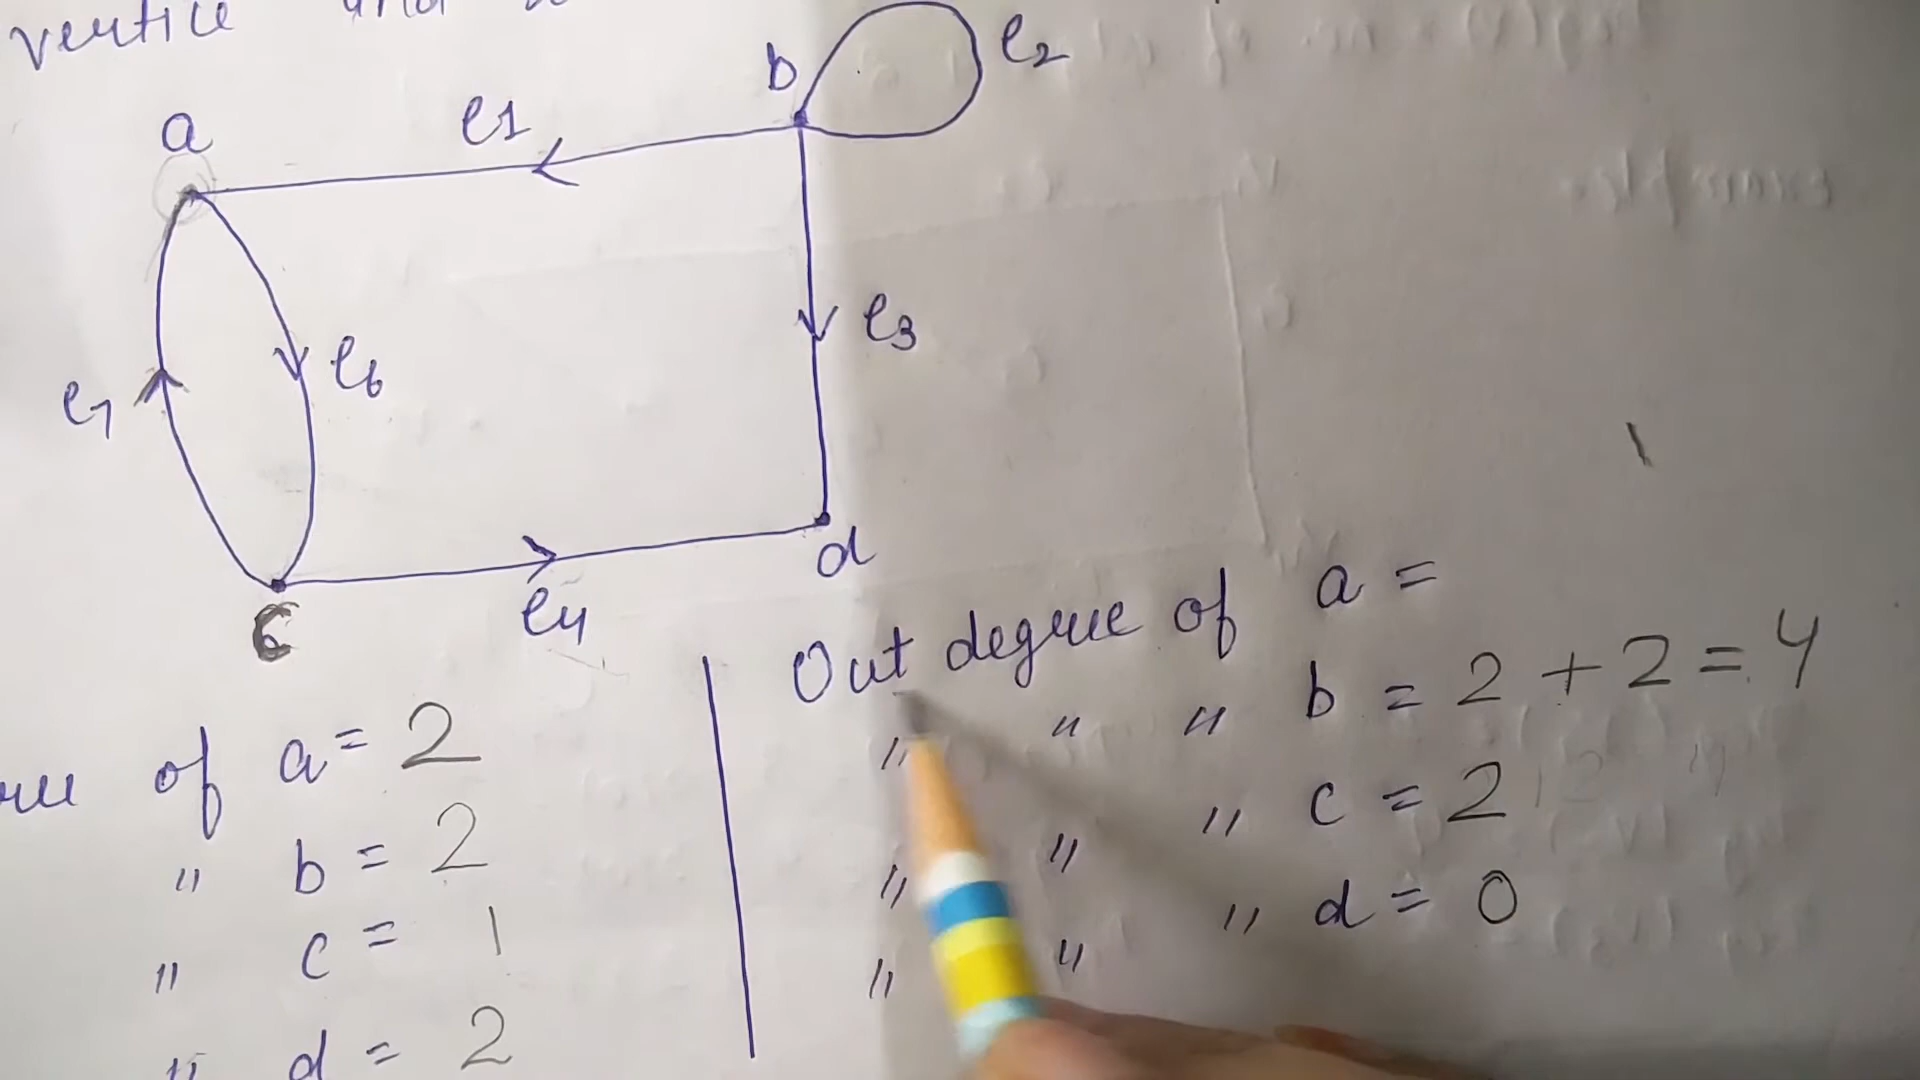 vertice and
b
e2
a
e1
e3
e7
e6
d
c
e4
Out degree of a =
" " " b = 2 + 2 = 4
" " " c = 2
" " " d = 0
of a = 2
" b = 2
" c = 1
" d = 2